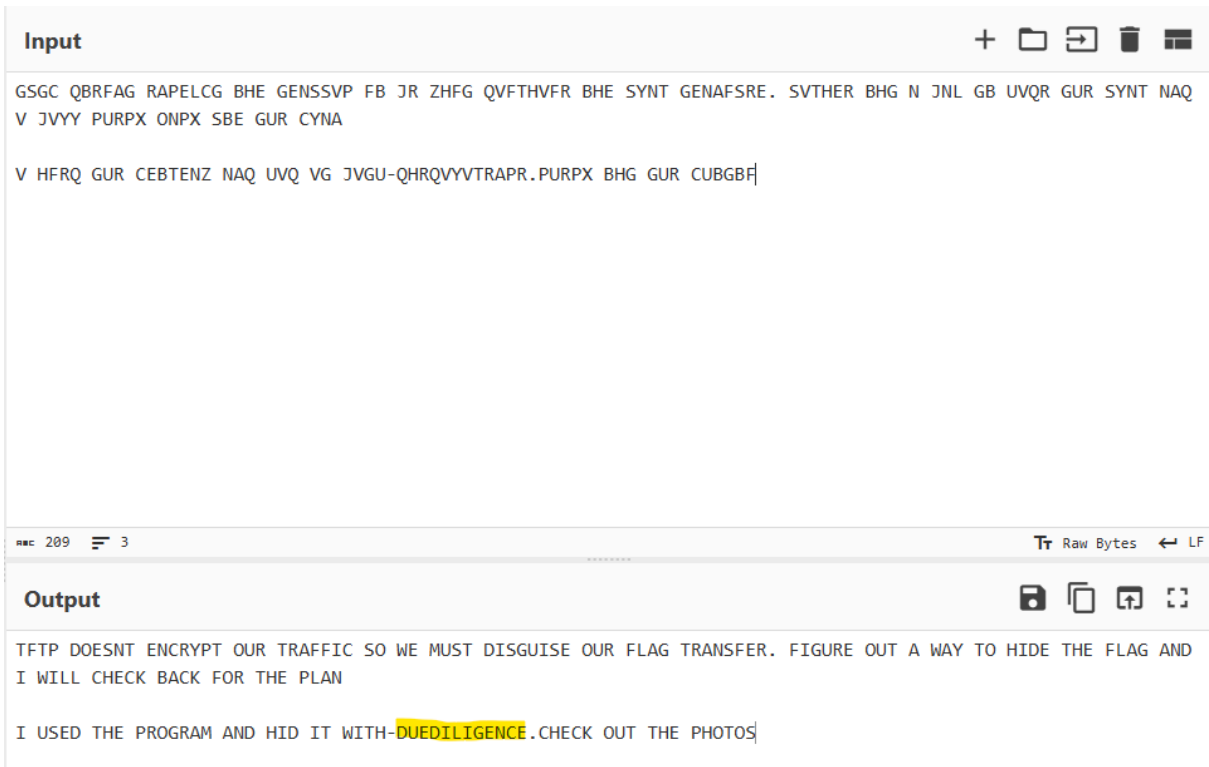 Input
GSGC QBRFAG RAPELCG BHE GENSSVP FB JR ZHFG QVFTHVFR BHE SYNT GENAFSRE. SVTHER BHG N JNL GB UVQR GUR SYNT NAQ
V JVYY PURPX ONPX SBE GUR CYNA
V HFRQ GUR CEBTENZ NAQ UVQ VG JVGU-QHRQVYVTRAPR.PURPX BHG GUR CUBGBF
ABC 209 3 Tт Raw Bytes LF
Output
TFTP DOESNT ENCRYPT OUR TRAFFIC SO WE MUST DISGUISE OUR FLAG TRANSFER. FIGURE OUT A WAY TO HIDE THE FLAG AND
I WILL CHECK BACK FOR THE PLAN
I USED THE PROGRAM AND HID IT WITH-DUEDILIGENCE.CHECK OUT THE PHOTOS